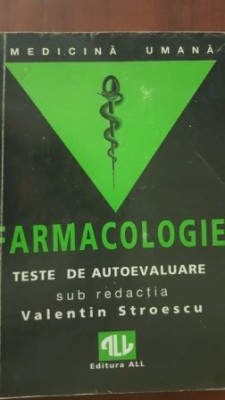 MEDICINĂ UMANĂ
FARMACOLOGIE
TESTE DE AUTOEVALUARE
sub redacția
Valentin Stroescu
ALL
Editura ALL